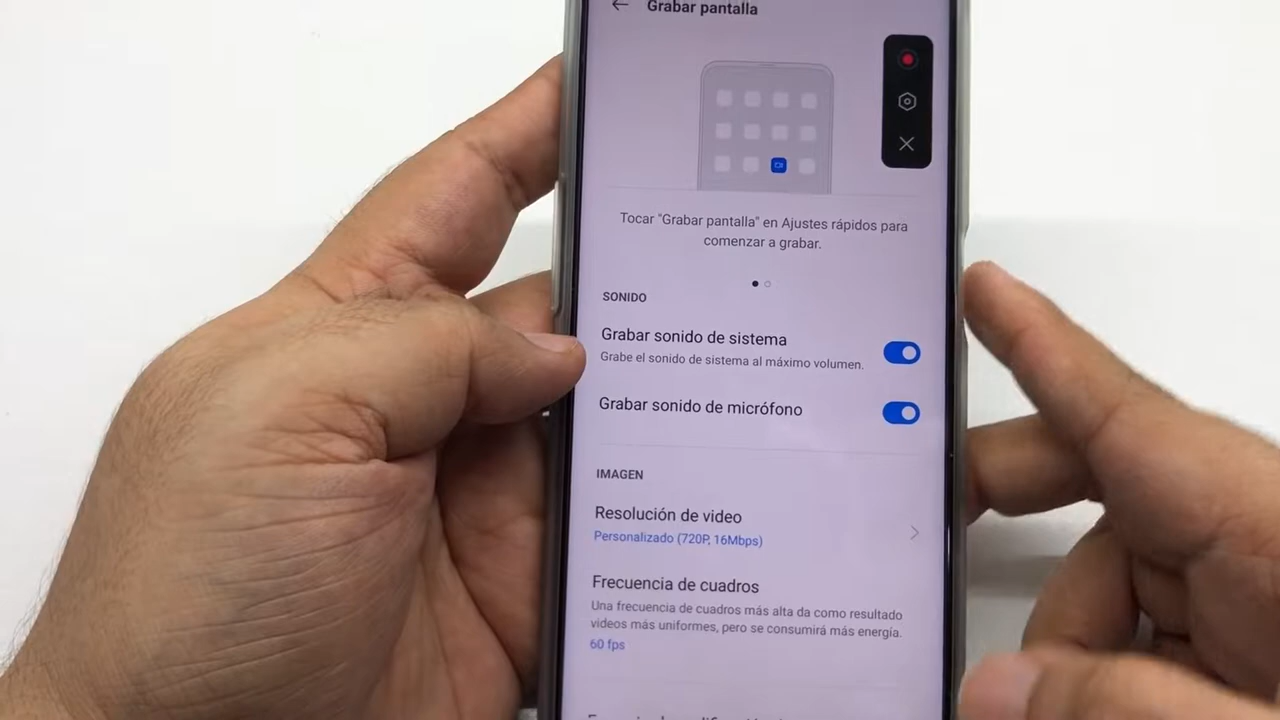 Grabar pantalla
Tocar "Grabar pantalla" en Ajustes rápidos para
comenzar a grabar.
SONIDO
Grabar sonido de sistema
Grabe el sonido de sistema al máximo volumen.
Grabar sonido de micrófono
IMAGEN
Resolución de video
Personalizado (720P, 16Mbps)
Frecuencia de cuadros
Una frecuencia de cuadros más alta da como resultado
videos más uniformes, pero se consumirá más energía.
60 fps